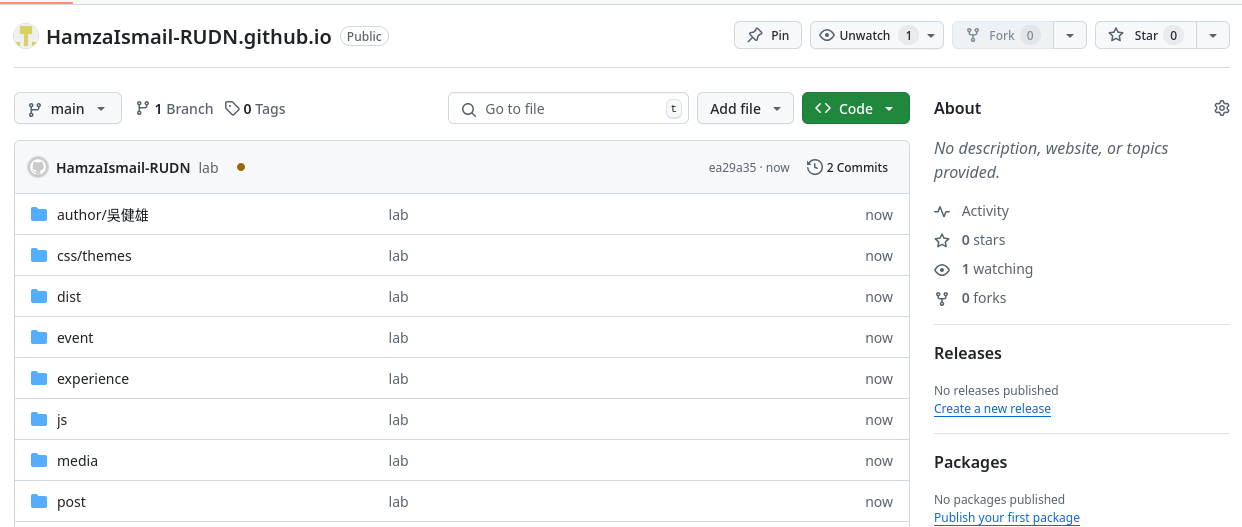 HamzaIsmail-RUDN.github.io Public Pin Unwatch 1 Fork 0 Star 0
main 1 Branch 0 Tags Go to file t Add file Code
HamzaIsmail-RUDN lab ea29a35 · now 2 Commits
author/吳健雄 lab now
css/themes lab now
dist lab now
event lab now
experience lab now
js lab now
media lab now
post lab now
About
No description, website, or topics
provided.
Activity
0 stars
1 watching
0 forks
Releases
No releases published
Create a new release
Packages
No packages published
Publish your first package